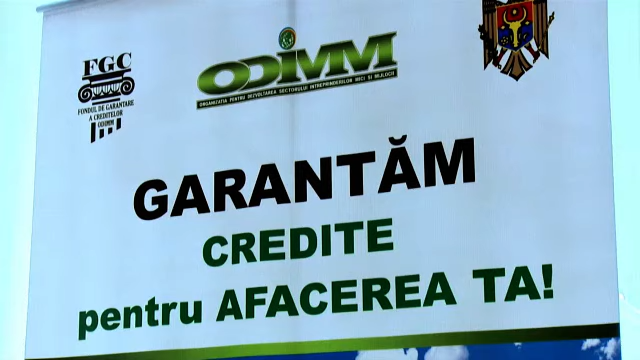 FGC
FONDUL DE GARANTARE
A CREDITELOR
ODIMM
ODIMM
ORGANIZAȚIA PENTRU DEZVOLTAREA SECTORULUI ÎNTREPRINDERILOR MICI ȘI MIJLOCII
GARANTĂM
CREDITE
pentru AFACEREA TA!